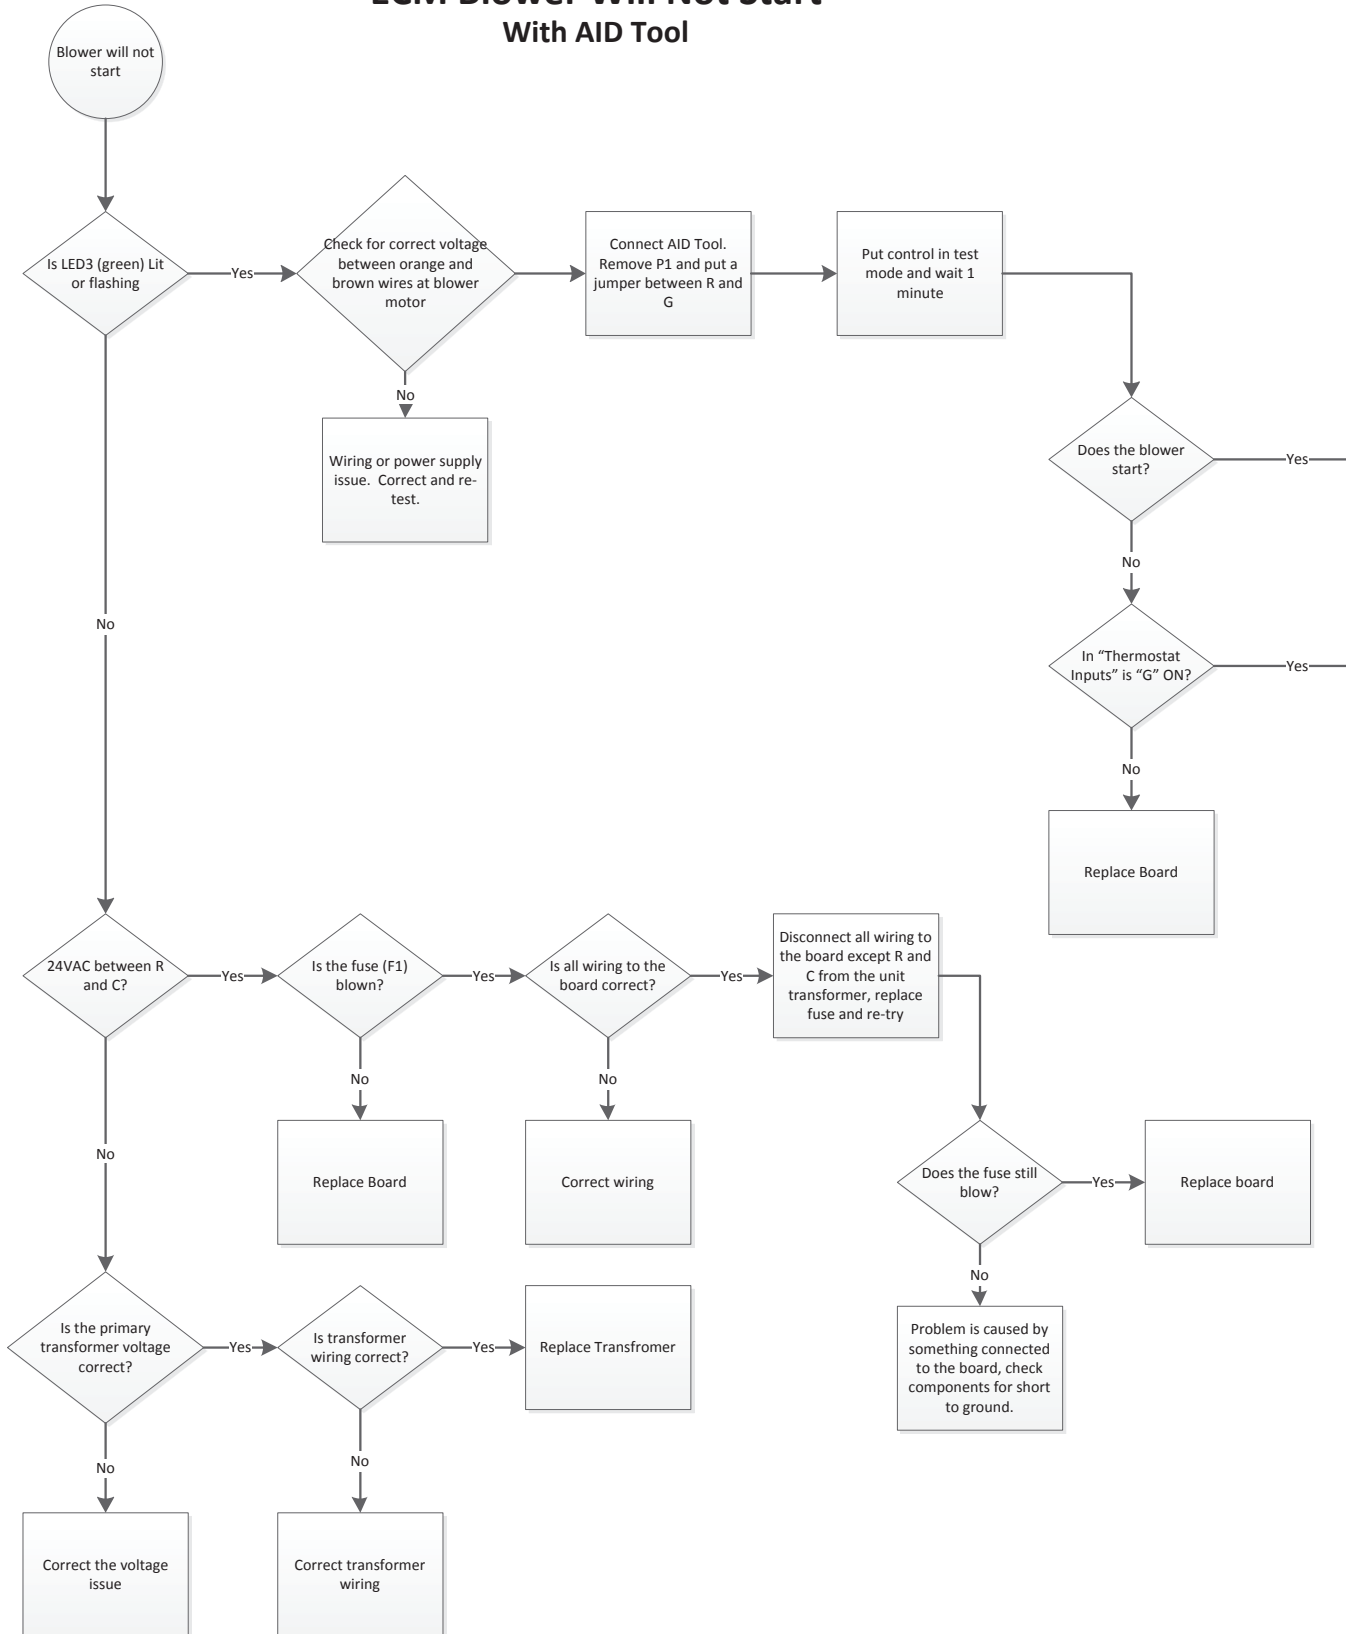 ECM Blower Will Not Start
With AID Tool
Blower will not
start
Is LED3 (green) Lit
or flashing
Yes
Check for correct voltage
between orange and
brown wires at blower
motor
Connect AID Tool.
Remove P1 and put a
jumper between R and
G
Put control in test
mode and wait 1
minute
No
Wiring or power supply
issue. Correct and re-
test.
Does the blower
start?
Yes
No
No
In “Thermostat
Inputs” is “G” ON?
Yes
No
Replace Board
24VAC between R
and C?
Yes
Is the fuse (F1)
blown?
Yes
Is all wiring to the
board correct?
Yes
Disconnect all wiring to
the board except R and
C from the unit
transformer, replace
fuse and re-try
No
No
No
Replace Board
Correct wiring
Does the fuse still
blow?
Yes
Replace board
No
Is the primary
transformer voltage
correct?
Yes
Is transformer
wiring correct?
Yes
Replace Transfromer
Problem is caused by
something connected
to the board, check
components for short
to ground.
No
No
Correct the voltage
issue
Correct transformer
wiring